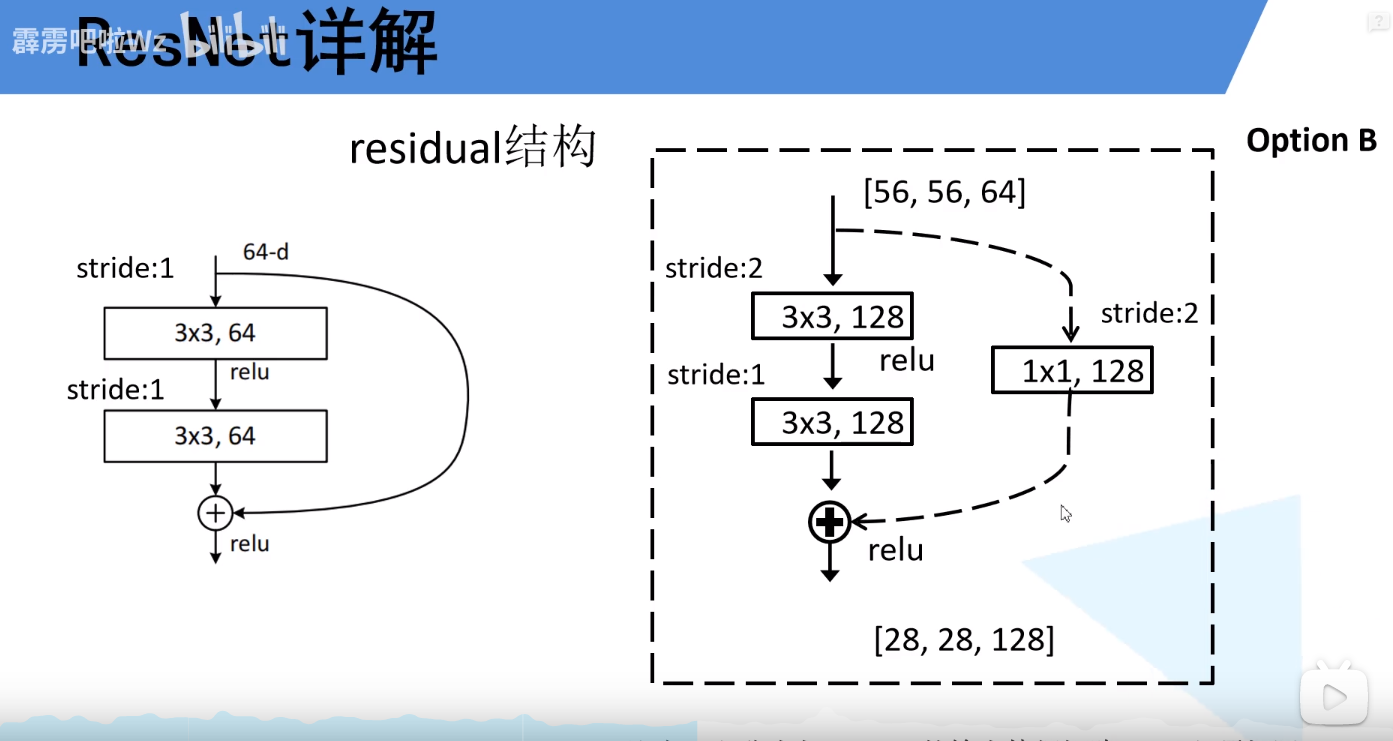 ResNet详解
霹雳吧啦Wz bilibili
residual结构
Option B
64-d
stride:1
3x3, 64
relu
stride:1
3x3, 64
relu
[56, 56, 64]
stride:2
3x3, 128
relu
stride:1
3x3, 128
stride:2
1x1, 128
relu
[28, 28, 128]